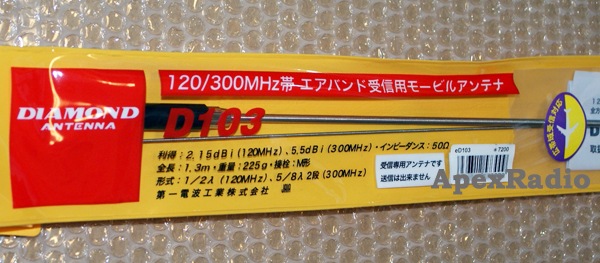 120/300MHz帯 エアバンド受信用モービルアンテナ
DIAMOND
ANTENNA
D103
利得：2.15dBi(120MHz)、5.5dBi(300MHz)・インピーダンス：50Ω
全長：1.3m・重量：225g・接栓：M形
形式：1/2λ(120MHz)、5/8λ2段(300MHz)
第一電波工業株式会社
受信専用アンテナです
送信は出来ません
eD103
¥7200
ApexRadio